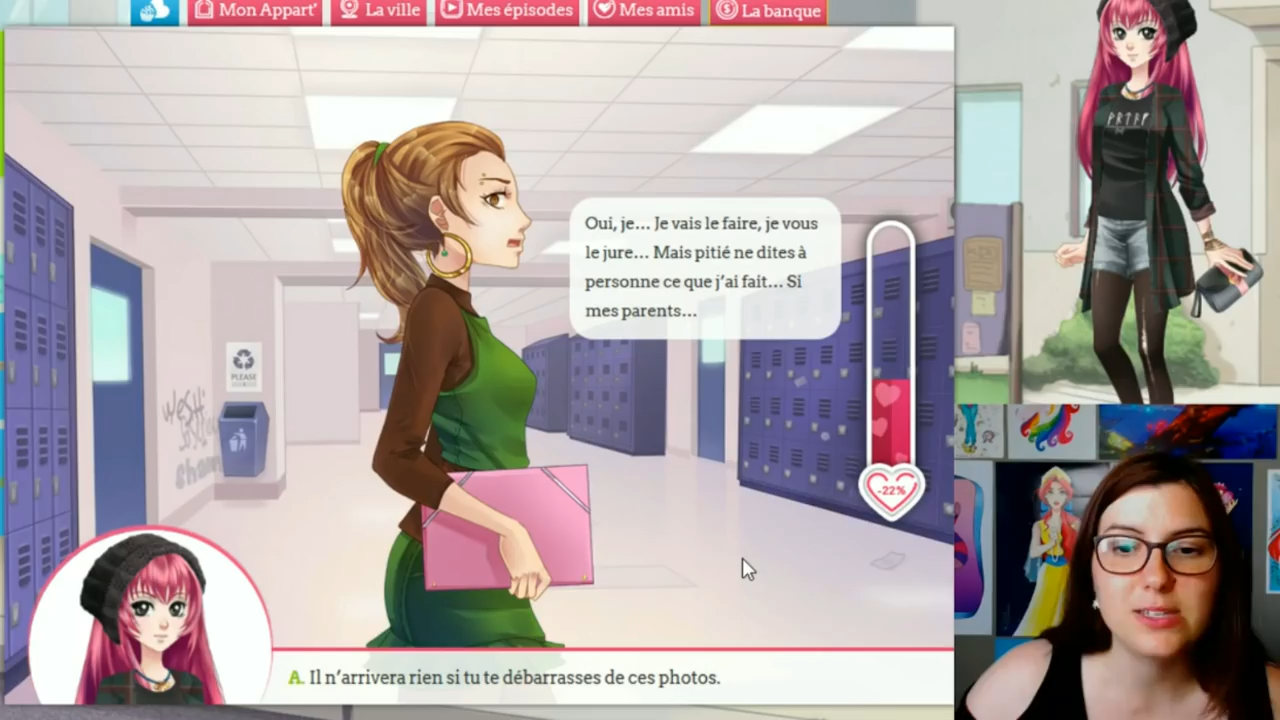 Mon Appart'
La ville
Mes épisodes
Mes amis
La banque
Oui, je... Je vais le faire, je vous
le jure... Mais pitié ne dites à
personne ce que j'ai fait... Si
mes parents...
PLEASE
-22%
A. Il n'arrivera rien si tu te débarrasses de ces photos.